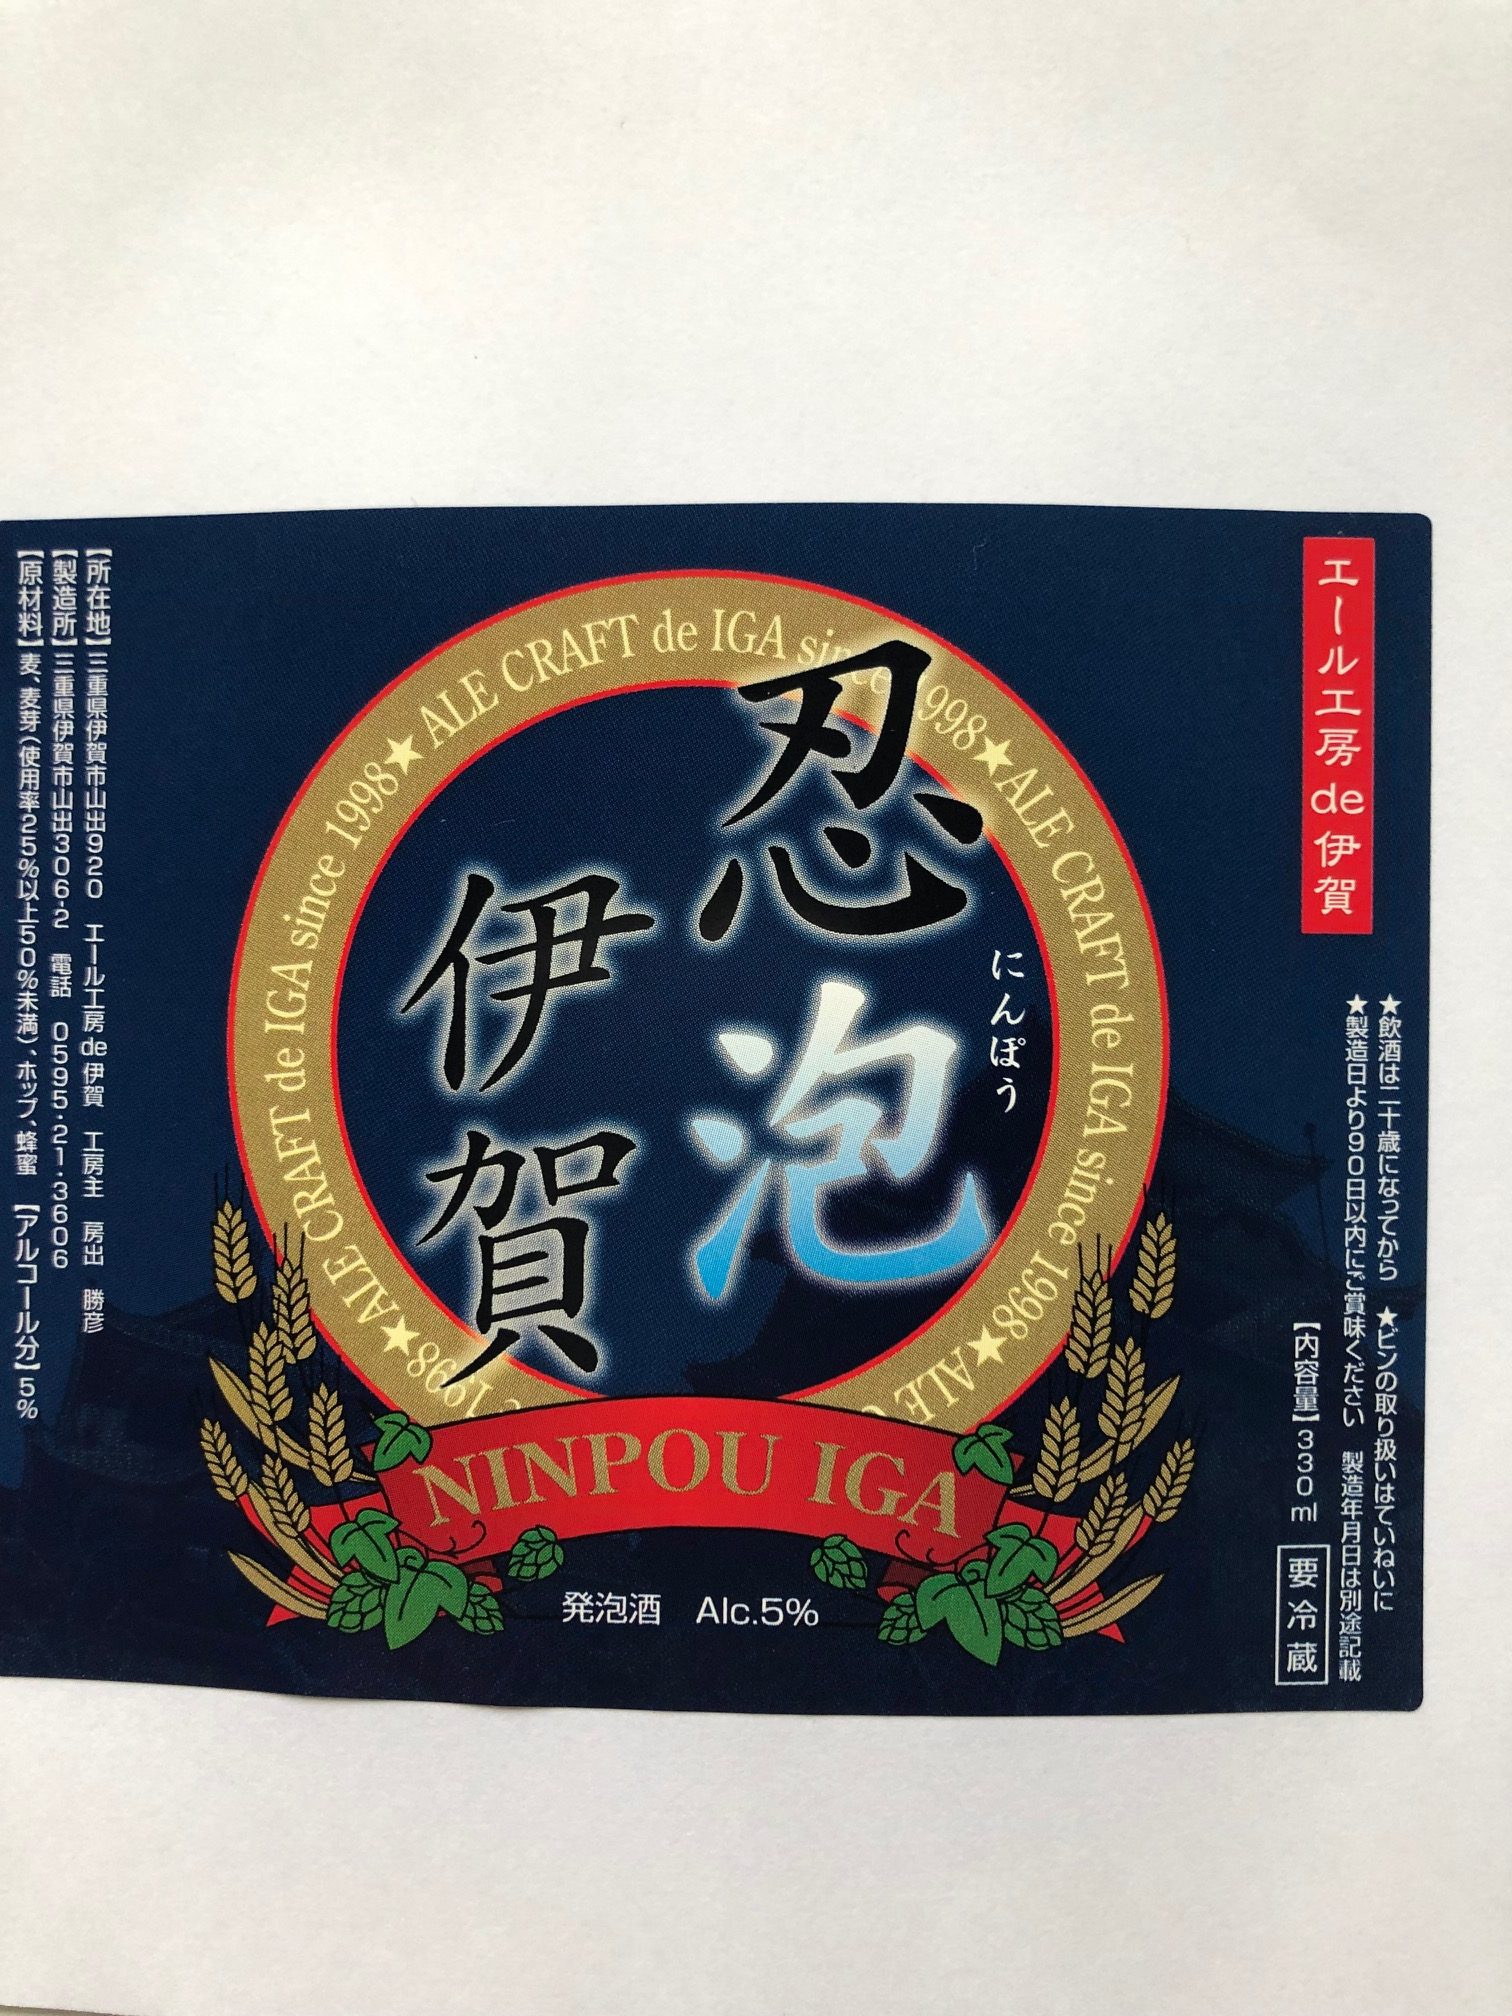 エール工房de伊賀
★飲酒は二十歳になってから ★ビンの取り扱いはていねいに
★製造日より90日以内にご賞味ください 製造年月日は別途記載
【内容量】330ml 要冷蔵
ALE CRAFT de IGA since 1998★ALE CRAFT de IGA since 1998★ALE
ALE CRAFT de IGA since 1998★
1998★
忍泡
にんぽう
伊賀
NINPOU IGA
発泡酒 Alc.5%
【所在地】三重県伊賀市山出920 エール工房de伊賀 工房主 房出 勝彦
【製造所】三重県伊賀市山出306-2 電話 0595・21・3606
【原材料】麦、麦芽(使用率25%以上50%未満)、ホップ、蜂蜜 【アルコール分】5%